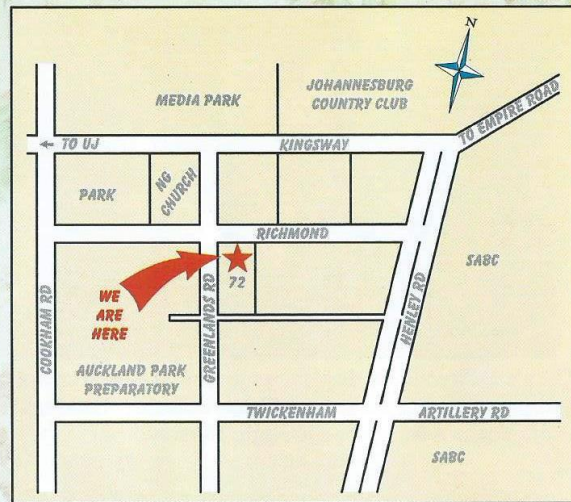 N
MEDIA PARK
JOHANNESBURG
COUNTRY CLUB
TO EMPIRE ROAD
← TO UJ
KINGSWAY
PARK
NG
CHURCH
RICHMOND
SABC
72
WE
ARE
HERE
COOKHAM RD
GREENLANDS RD
HENLEY RD
AUCKLAND PARK
PREPARATORY
TWICKENHAM
ARTILLERY RD
SABC